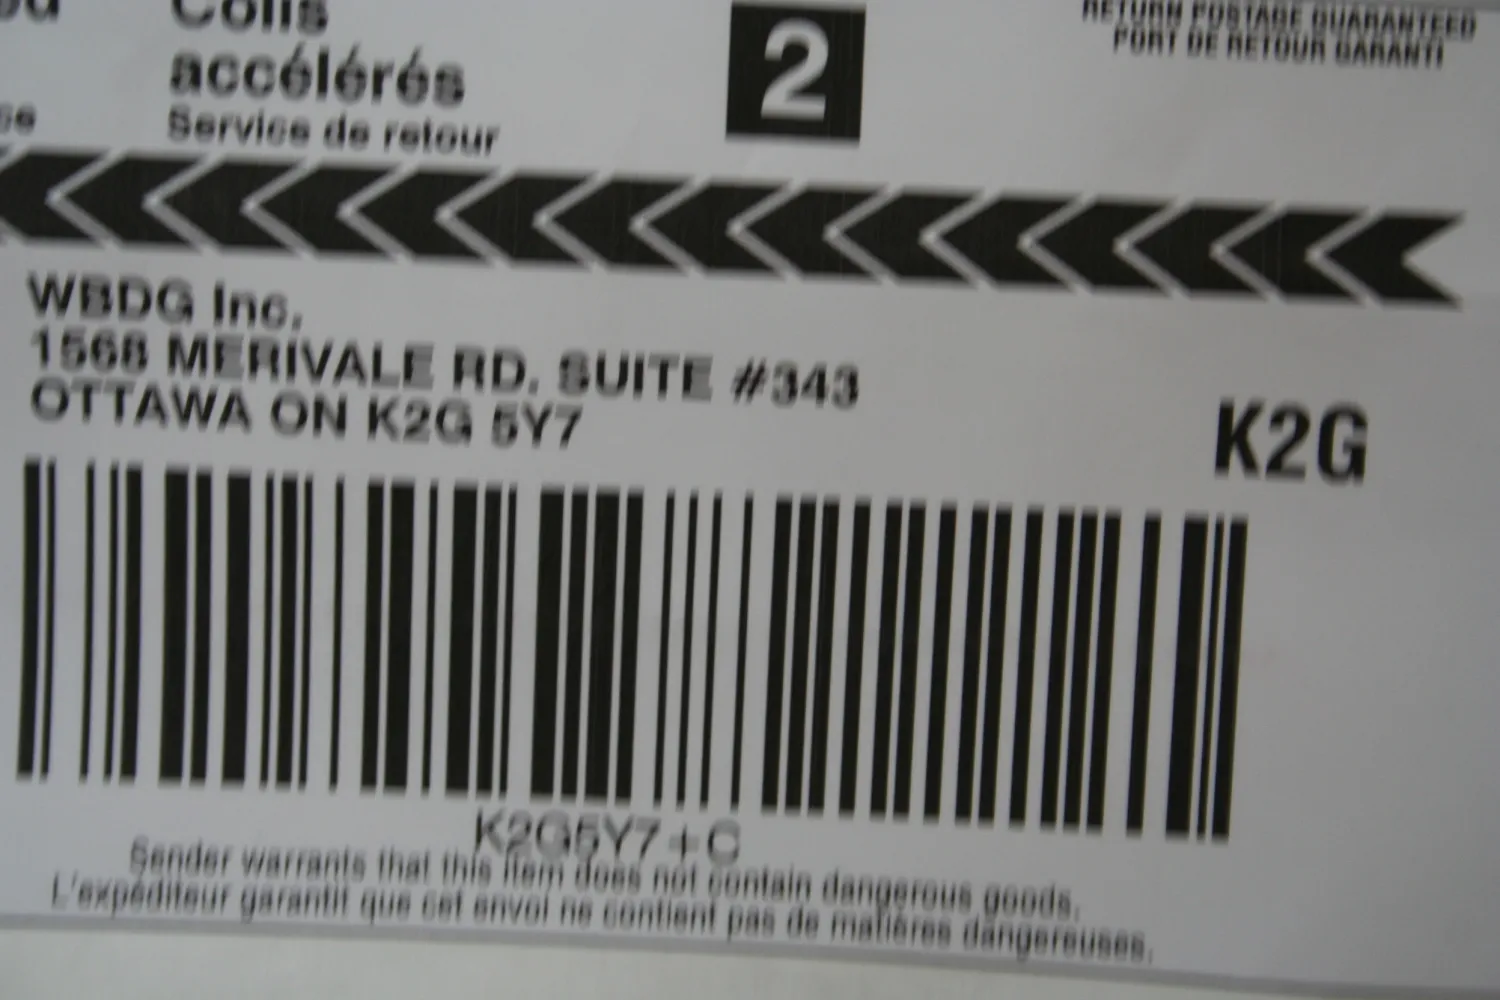 Colis
accélérés
Service de retour
2
RETURN POSTAGE GUARANTEED
PORT DE RETOUR GARANTI
WBDG Inc.
1568 MERIVALE RD. SUITE #343
OTTAWA ON K2G 5Y7
K2G
K2G5Y7+C
Sender warrants that this item does not contain dangerous goods.
L'expéditeur garantit que cet envoi ne contient pas de matières dangereuses.